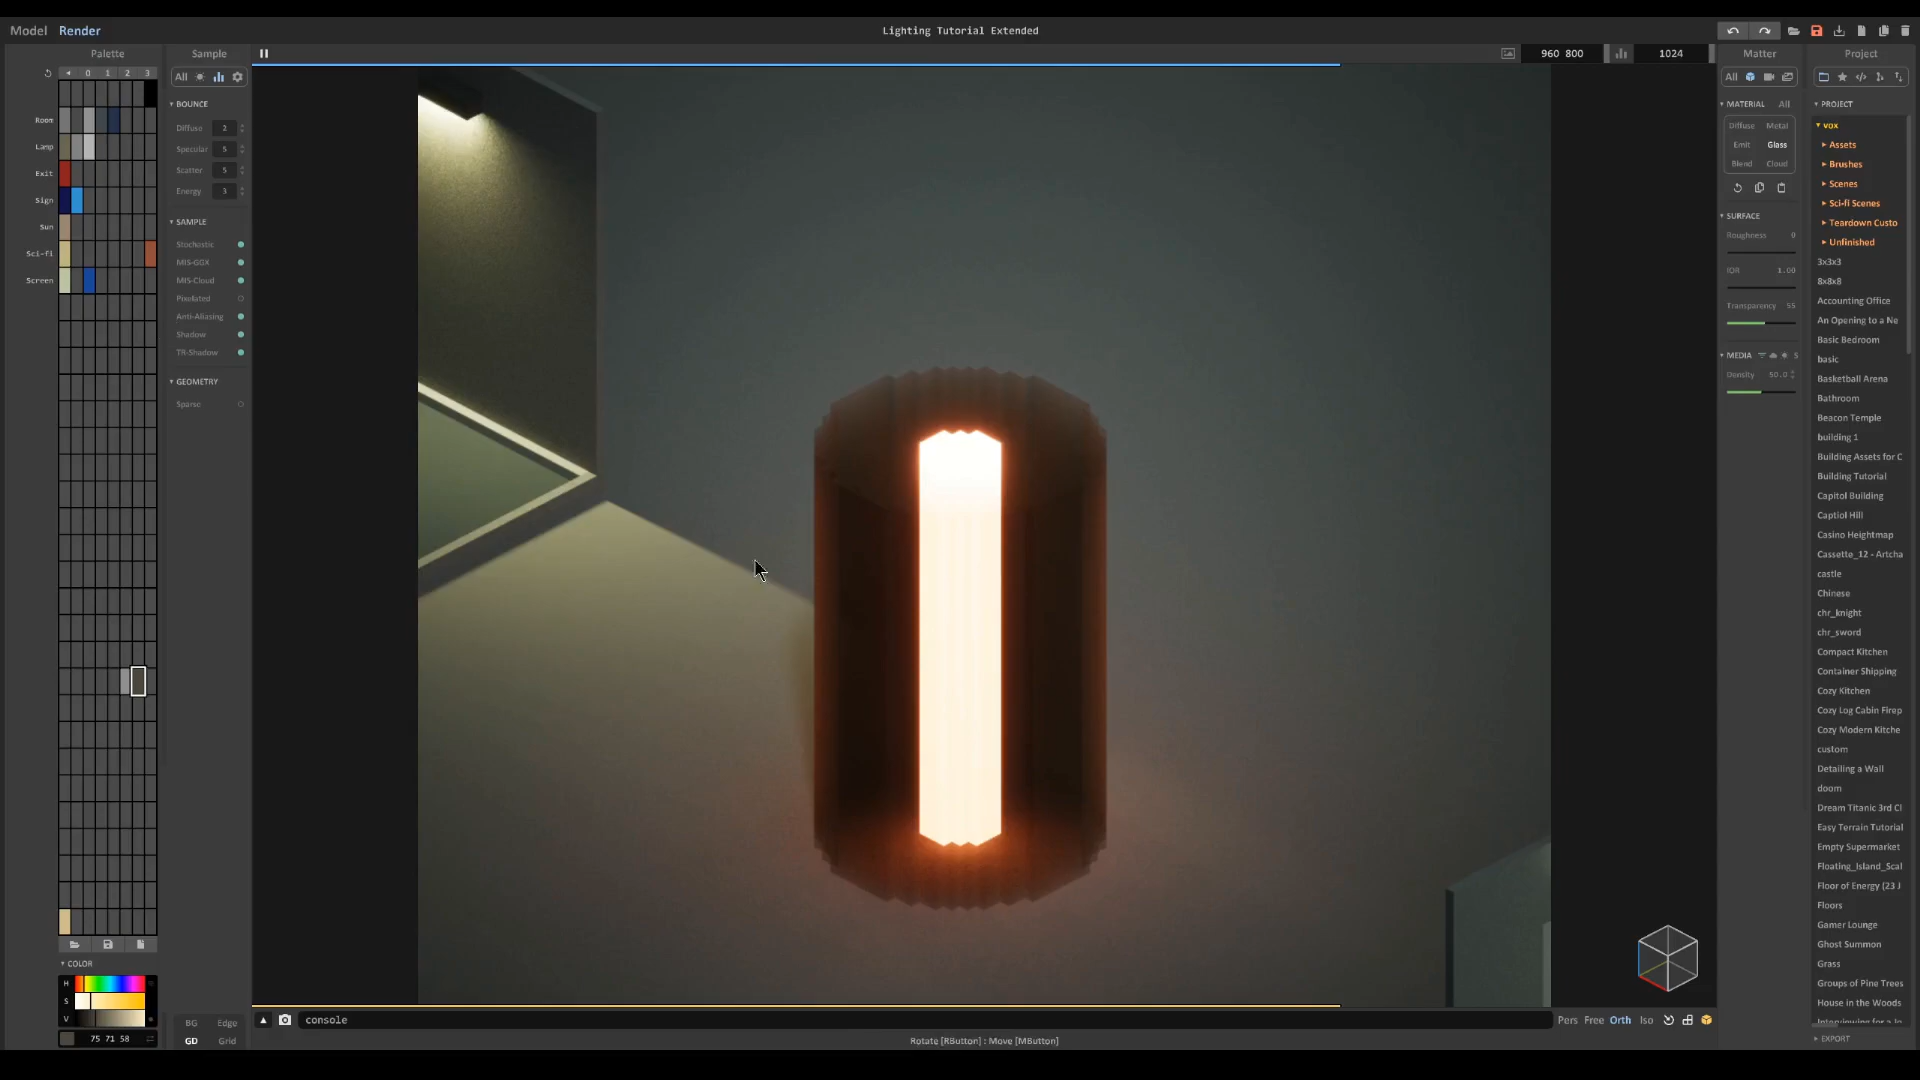 Model Render
Lighting Tutorial Extended
Palette
Sample
960 800
1024
Matter
Project
0 1 2 3
Room
Lamp
Exit
Sign
Sun
Sci-fi
Screen
COLOR
H
S
V
75 71 58
All
BOUNCE
Diffuse 2
Specular 5
Scatter 5
Energy 3
SAMPLE
Stochastic
MIS-GGX
MIS-Cloud
Pixelated
Anti-Aliasing
Shadow
TR-Shadow
GEOMETRY
Sparse
BG Edge
GD Grid
console
Pers Free Orth Iso
Rotate [RButton] : Move [MButton]
All
MATERIAL All
Diffuse Metal
Emit Glass
Blend Cloud
SURFACE
Roughness 0
IOR 1.00
Transparency 55
MEDIA S
Density 50.0
PROJECT
vox
Assets
Brushes
Scenes
Sci-fi Scenes
Teardown Custo
Unfinished
3x3x3
8x8x8
Accounting Office
An Opening to a Ne
Basic Bedroom
basic
Basketball Arena
Bathroom
Beacon Temple
building 1
Building Assets for C
Building Tutorial
Capitol Building
Captiol Hill
Casino Heightmap
Cassette_12 - Artcha
castle
Chinese
chr_knight
chr_sword
Compact Kitchen
Container Shipping
Cozy Kitchen
Cozy Log Cabin Firep
Cozy Modern Kitche
custom
Detailing a Wall
doom
Dream Titanic 3rd Cl
Easy Terrain Tutorial
Empty Supermarket
Floating_Island_Scal
Floor of Energy (23 J
Floors
Gamer Lounge
Ghost Summon
Grass
Groups of Pine Trees
House in the Woods
EXPORT